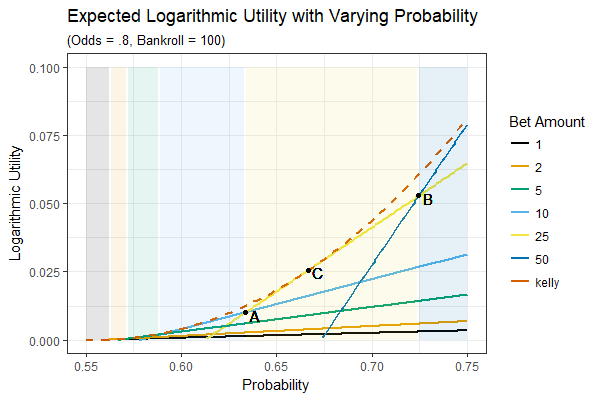 Expected Logarithmic Utility with Varying Probability
(Odds = .8, Bankroll = 100)
Logarithmic Utility
0.100
0.075
0.050
0.025
0.000
A
C
B
0.55
0.60
0.65
0.70
0.75
Probability
Bet Amount
1
2
5
10
25
50
kelly